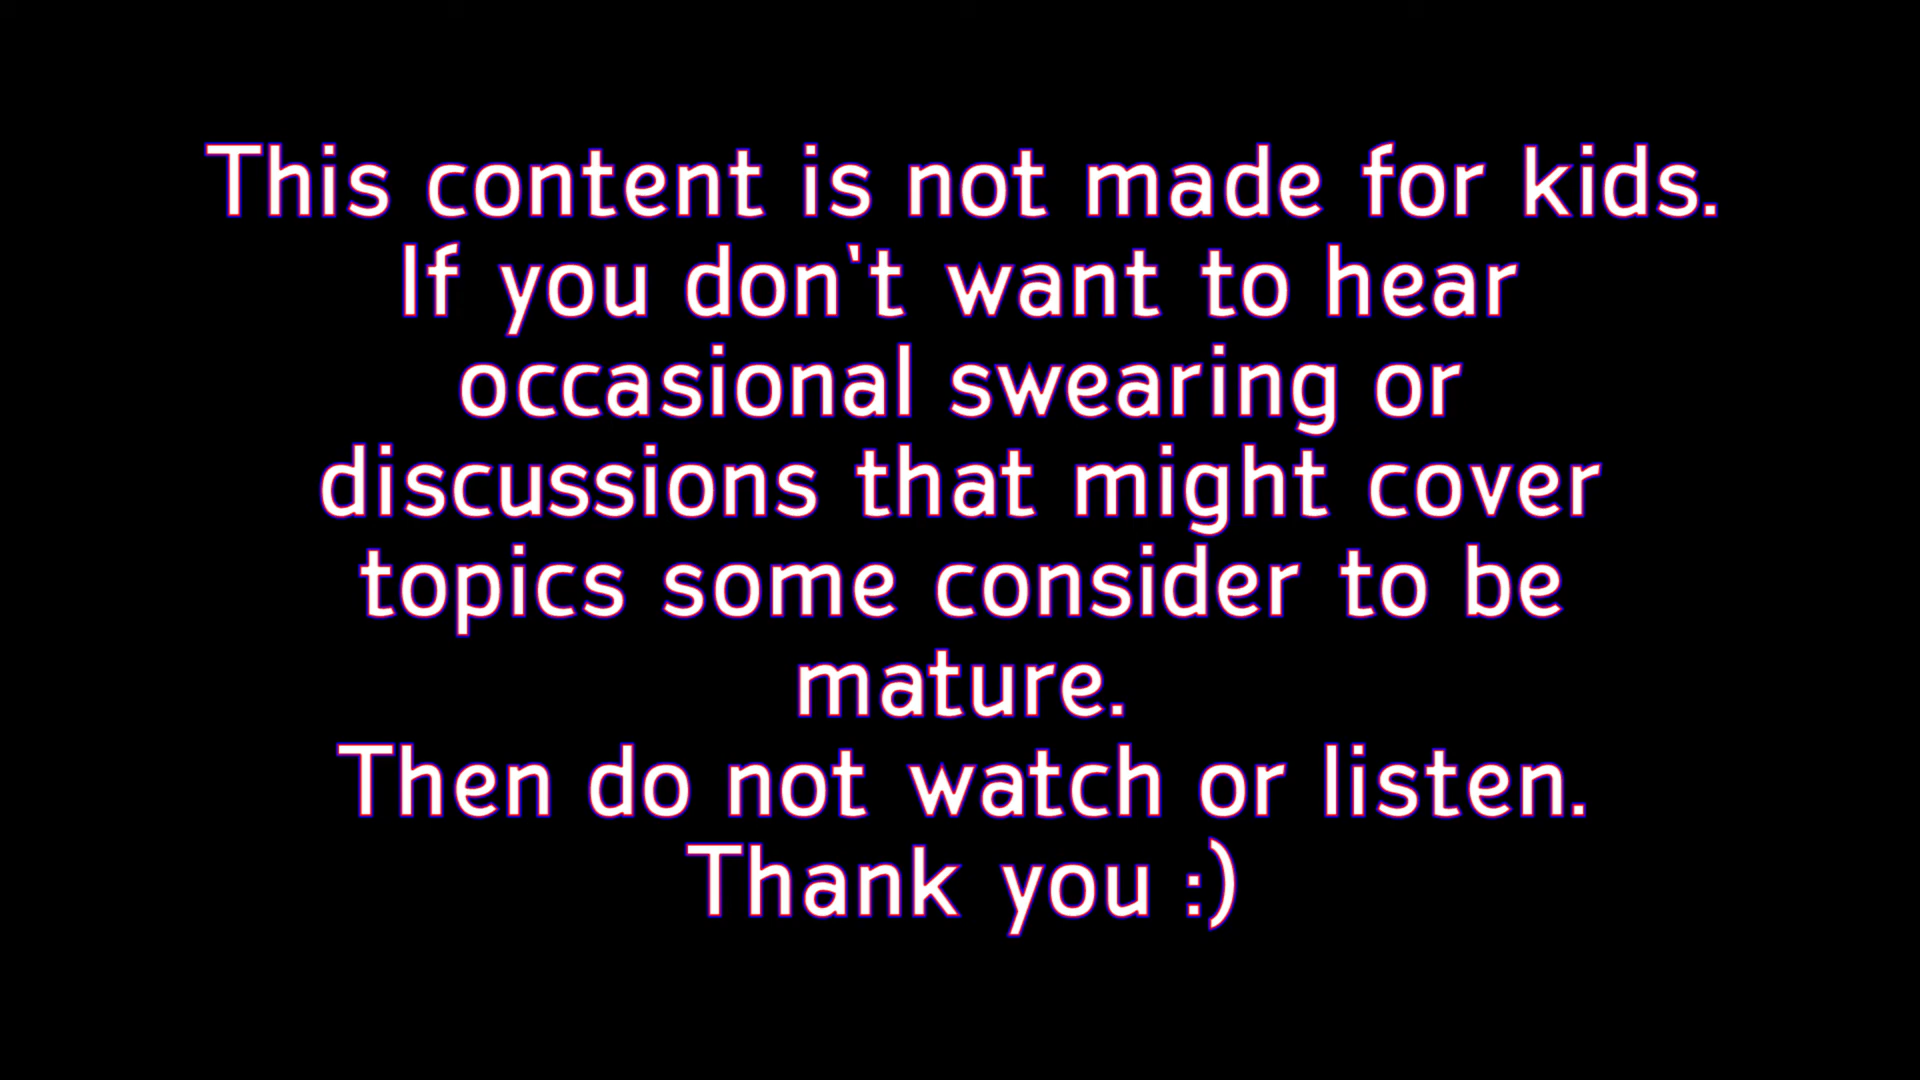 This content is not made for kids.
If you don't want to hear
occasional swearing or
discussions that might cover
topics some consider to be
mature.
Then do not watch or listen.
Thank you :)